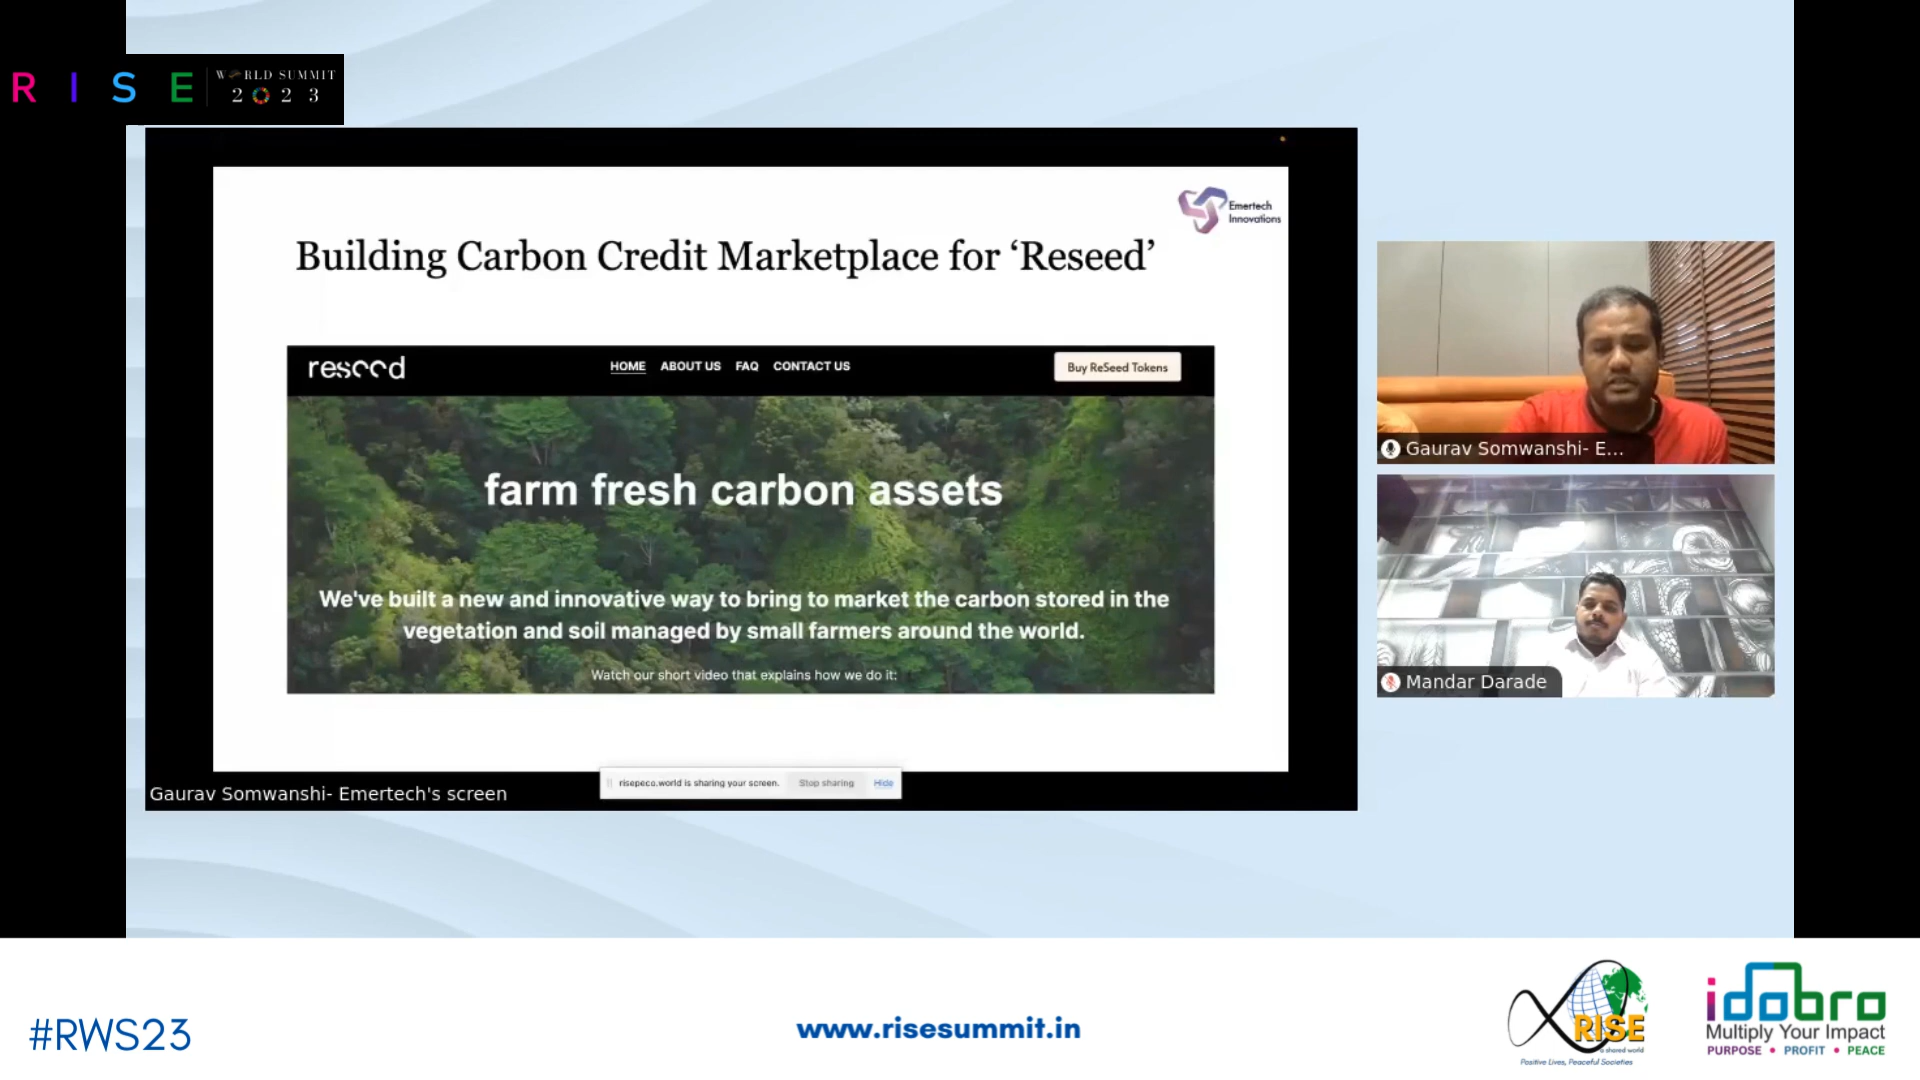 RISE
WORLD SUMMIT
2023
Emertech
Innovations
Building Carbon Credit Marketplace for ‘Reseed’
reseed
HOME ABOUT US FAQ CONTACT US
Buy ReSeed Tokens
farm fresh carbon assets
We've built a new and innovative way to bring to market the carbon stored in the
vegetation and soil managed by small farmers around the world.
Watch our short video that explains how we do it:
risepeco.world is sharing your screen. Stop sharing Hide
Gaurav Somwanshi- Emertech's screen
Gaurav Somwanshi- E...
Mandar Darade
#RWS23
www.risesummit.in
RISE
a shared world
Positive Lives, Peaceful Societies
idobro
Multiply Your Impact
PURPOSE • PROFIT • PEACE